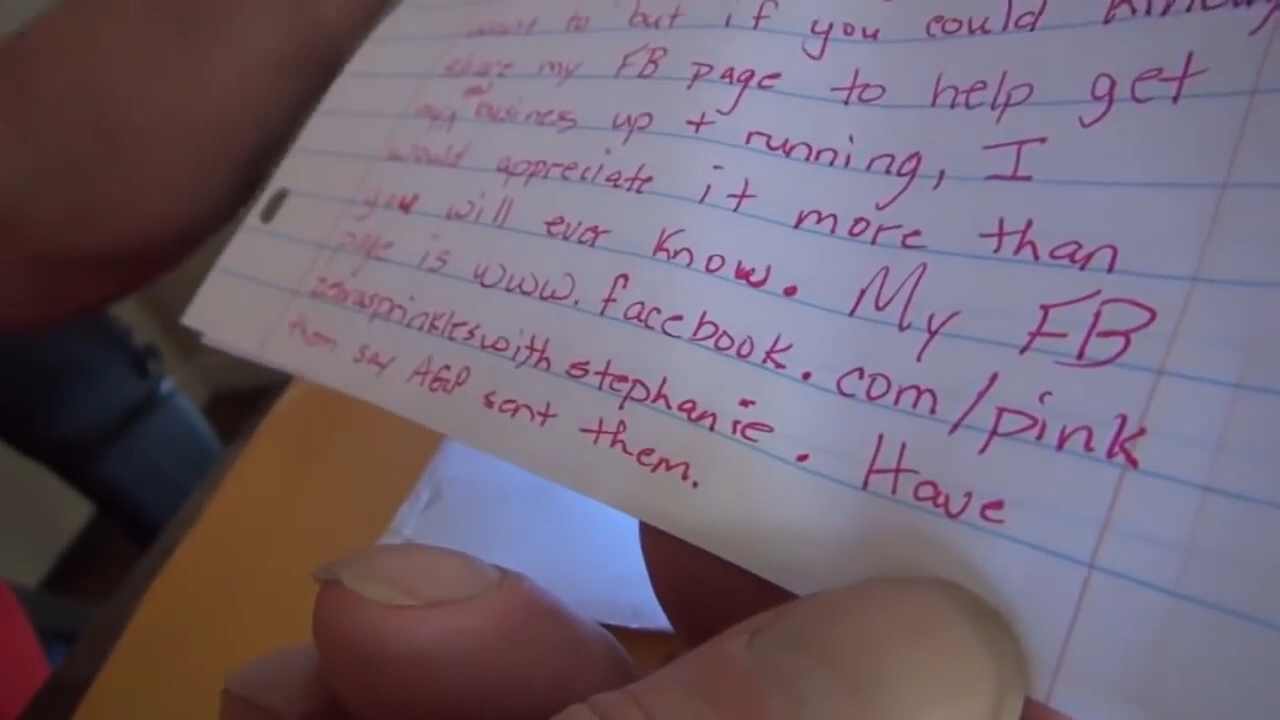 to but if you could kindly
share my FB page to help get
my business up + running, I
would appreciate it more than
you will ever know. My FB
page is www.facebook.com/pink
zebrasprinkleswithstephanie. Have
them say AGP sent them.